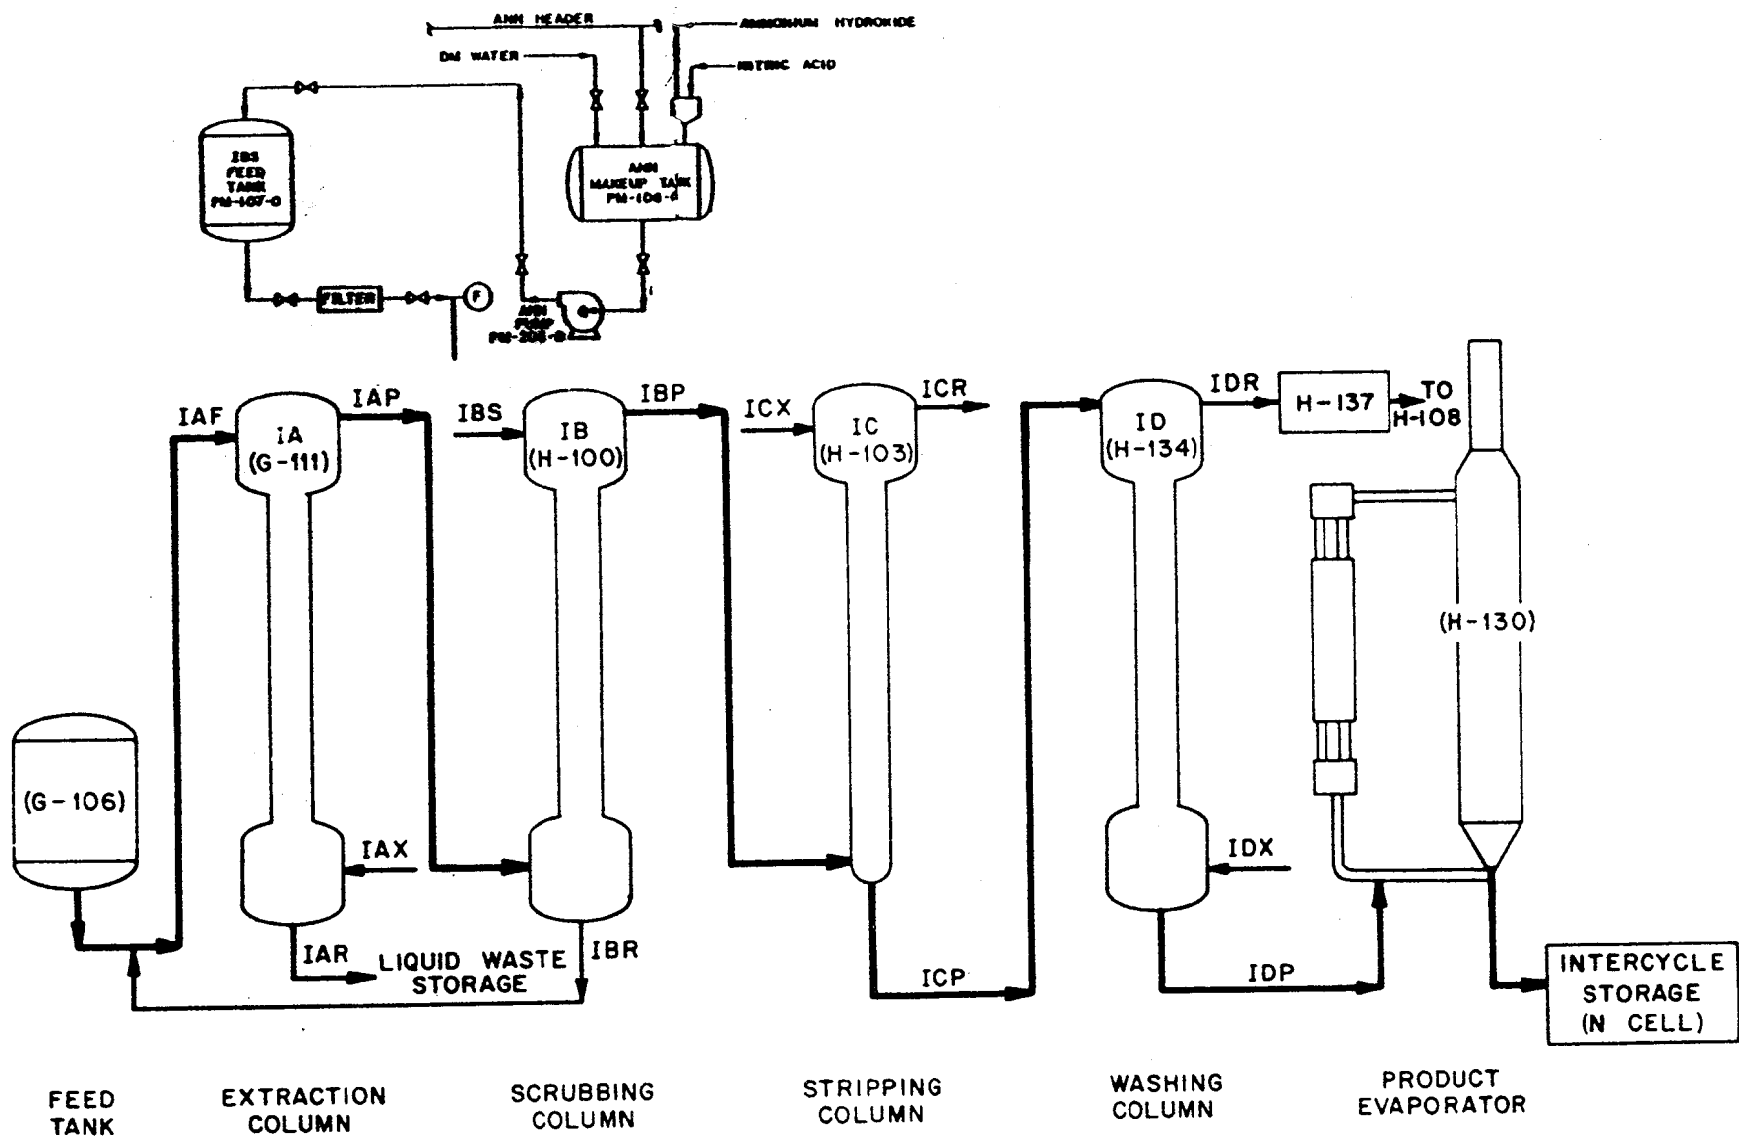 ANN HEADER
AMMONIUM HYDROXIDE
DM WATER
NITRIC ACID
IBS
FEED
TANK
PM-107-0
ANN
MAKEUP TANK
FILTER
F
ANN
PUMP
IAF
IAP
IBS
IBP
ICX
ICR
IDR
H-137
TO
H-108
IA
(G-111)
IB
(H-100)
IC
(H-103)
ID
(H-134)
(H-130)
(G-106)
IAX
IDX
IAR
LIQUID WASTE
STORAGE
IBR
ICP
IDP
INTERCYCLE
STORAGE
(N CELL)
FEED
TANK
EXTRACTION
COLUMN
SCRUBBING
COLUMN
STRIPPING
COLUMN
WASHING
COLUMN
PRODUCT
EVAPORATOR